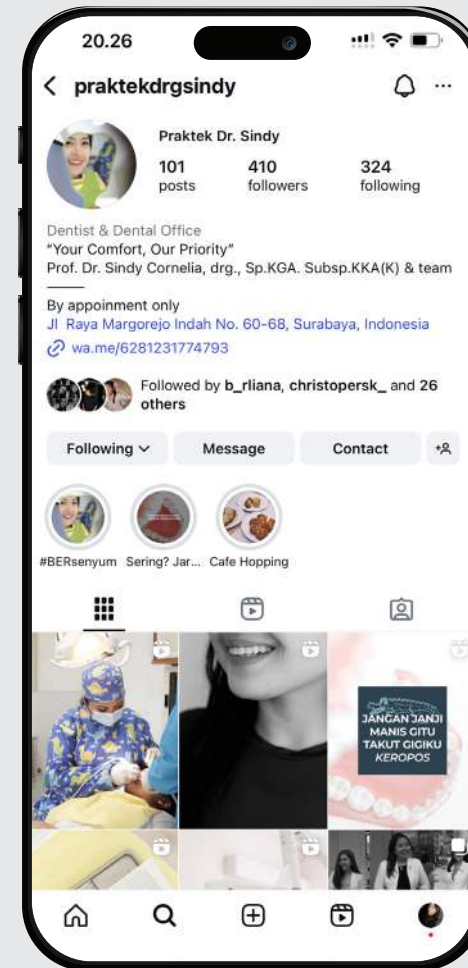 20.26
praktekdrgsindy
Praktek Dr. Sindy
101 410 324
posts followers following
Dentist & Dental Office
“Your Comfort, Our Priority”
Prof. Dr. Sindy Cornelia, drg., Sp.KGA. Subsp.KKA(K) & team
By appoinment only
Jl Raya Margorejo Indah No. 60-68, Surabaya, Indonesia
wa.me/6281231774793
Followed by b_rliana, christopersk_ and 26
others
Following Message Contact
#BERsenyum Sering? Jar... Cafe Hopping
JANGAN JANJI
MANIS GITU
TAKUT GIGIKU
KEROPOS